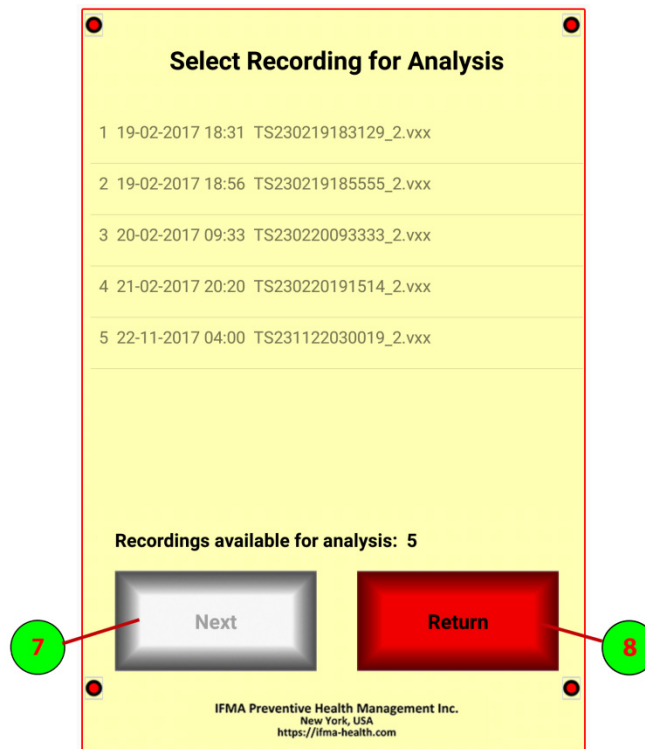 Select Recording for Analysis
1 19-02-2017 18:31 TS230219183129_2.vxx
2 19-02-2017 18:56 TS230219185555_2.vxx
3 20-02-2017 09:33 TS230220093333_2.vxx
4 21-02-2017 20:20 TS230220191514_2.vxx
5 22-11-2017 04:00 TS231122030019_2.vxx
Recordings available for analysis: 5
Next Return
7 8
IFMA Preventive Health Management Inc.
New York, USA
https://ifma-health.com